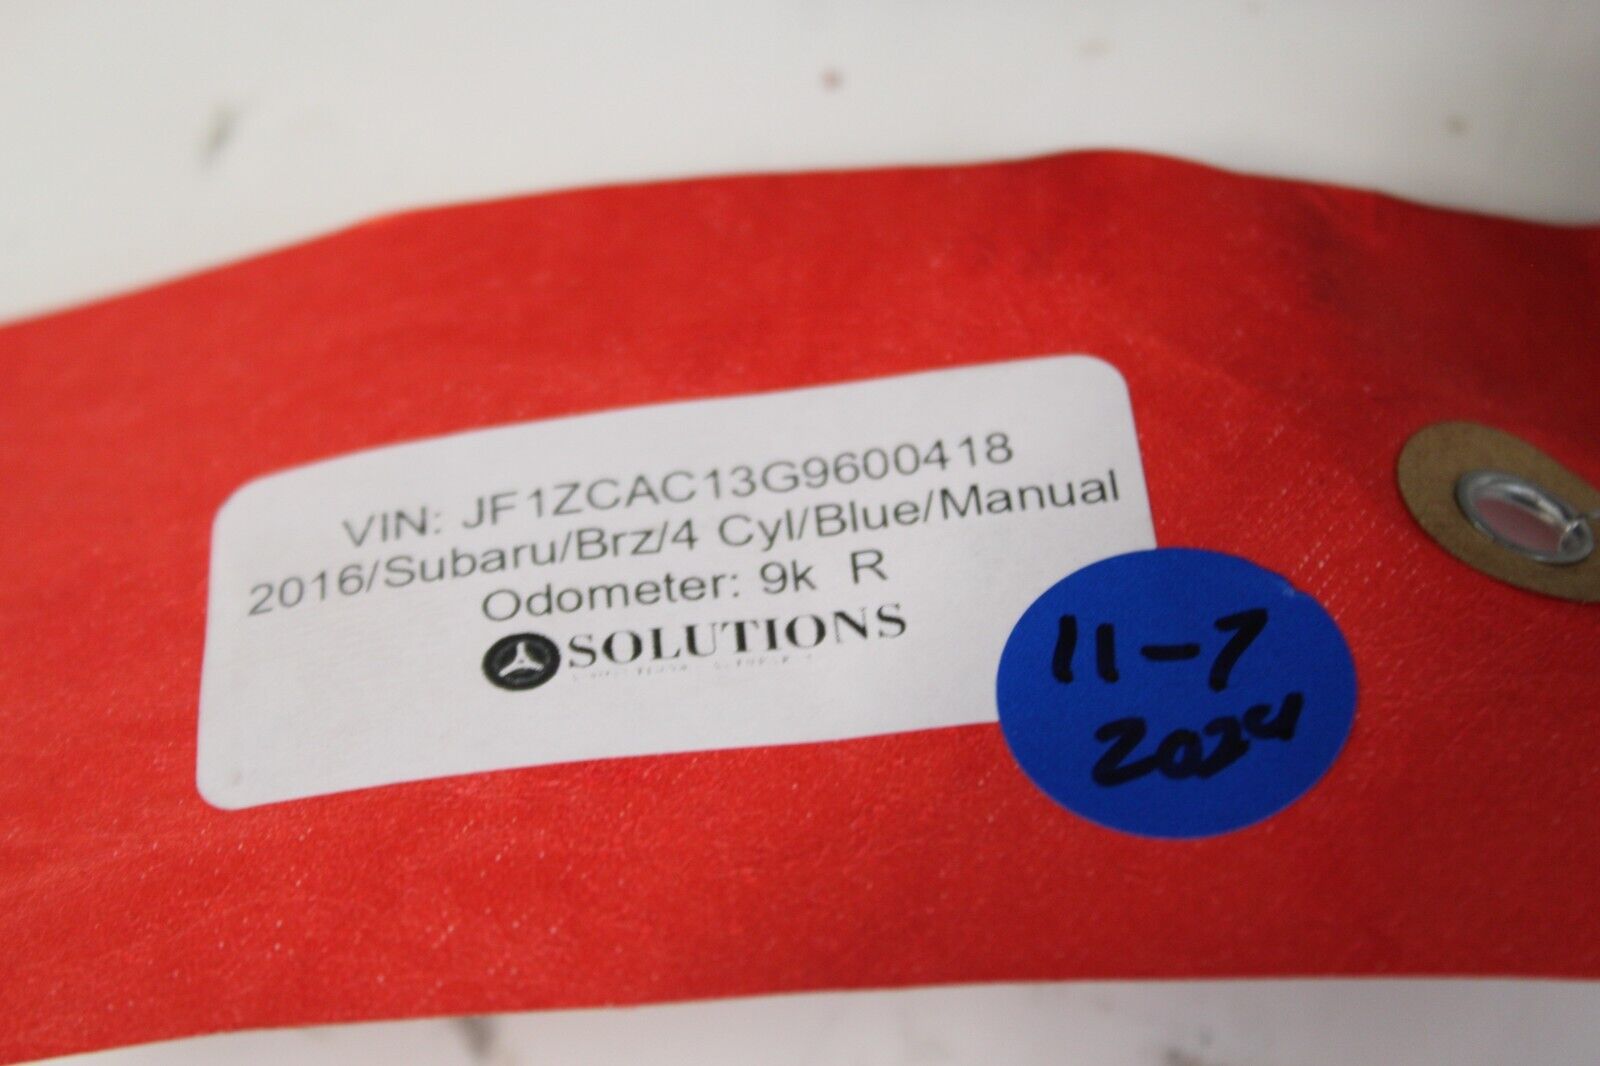 VIN: JF1ZCAC13G9600418
2016/Subaru/Brz/4 Cyl/Blue/Manual
Odometer: 9k R
SOLUTIONS
11-7
2024